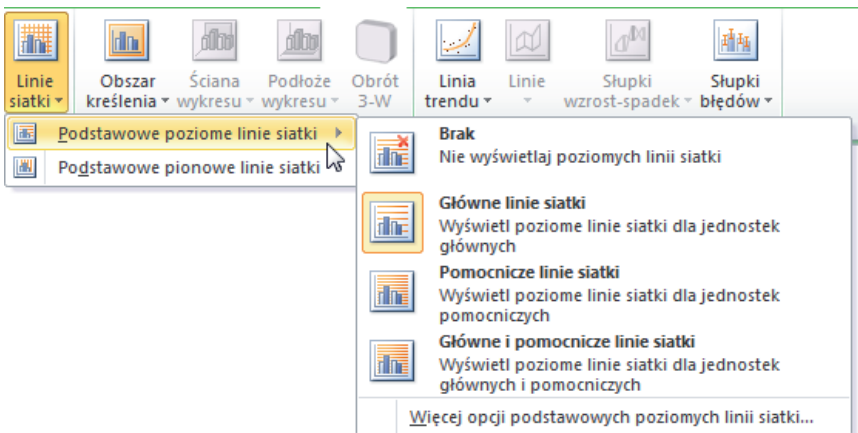 Linie siatki
Obszar kreślenia
Ściana wykresu
Podłoże wykresu
Obrót 3-W
Linia trendu
Linie
Słupki wzrost-spadek
Słupki błędów
Podstawowe poziome linie siatki
Podstawowe pionowe linie siatki
Brak
Nie wyświetlaj poziomych linii siatki
Główne linie siatki
Wyświetl poziome linie siatki dla jednostek
głównych
Pomocnicze linie siatki
Wyświetl poziome linie siatki dla jednostek
pomocniczych
Główne i pomocnicze linie siatki
Wyświetl poziome linie siatki dla jednostek
głównych i pomocniczych
Więcej opcji podstawowych poziomych linii siatki...